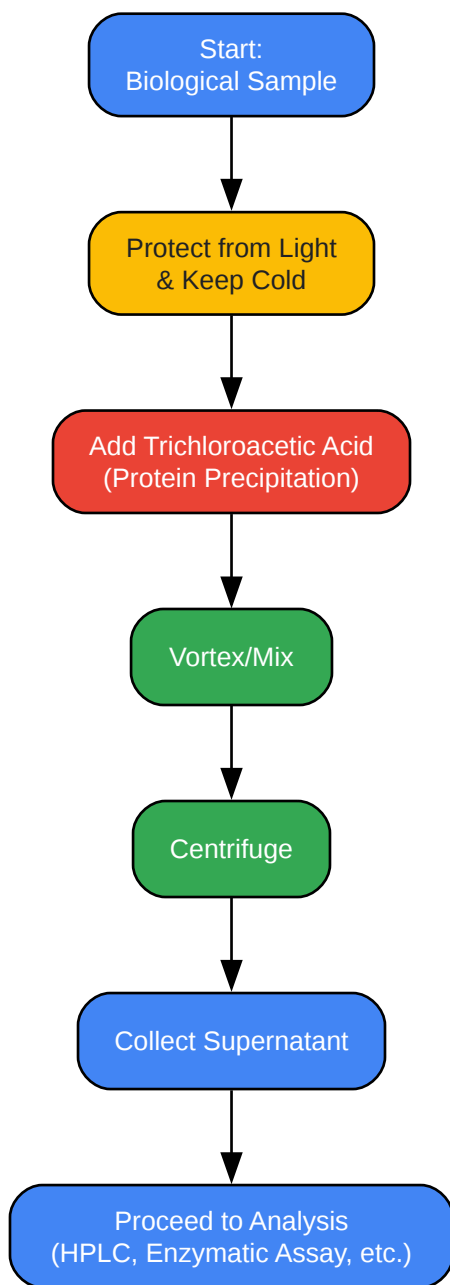 Start:
Biological Sample
Protect from Light
& Keep Cold
Add Trichloroacetic Acid
(Protein Precipitation)
Vortex/Mix
Centrifuge
Collect Supernatant
Proceed to Analysis
(HPLC, Enzymatic Assay, etc.)